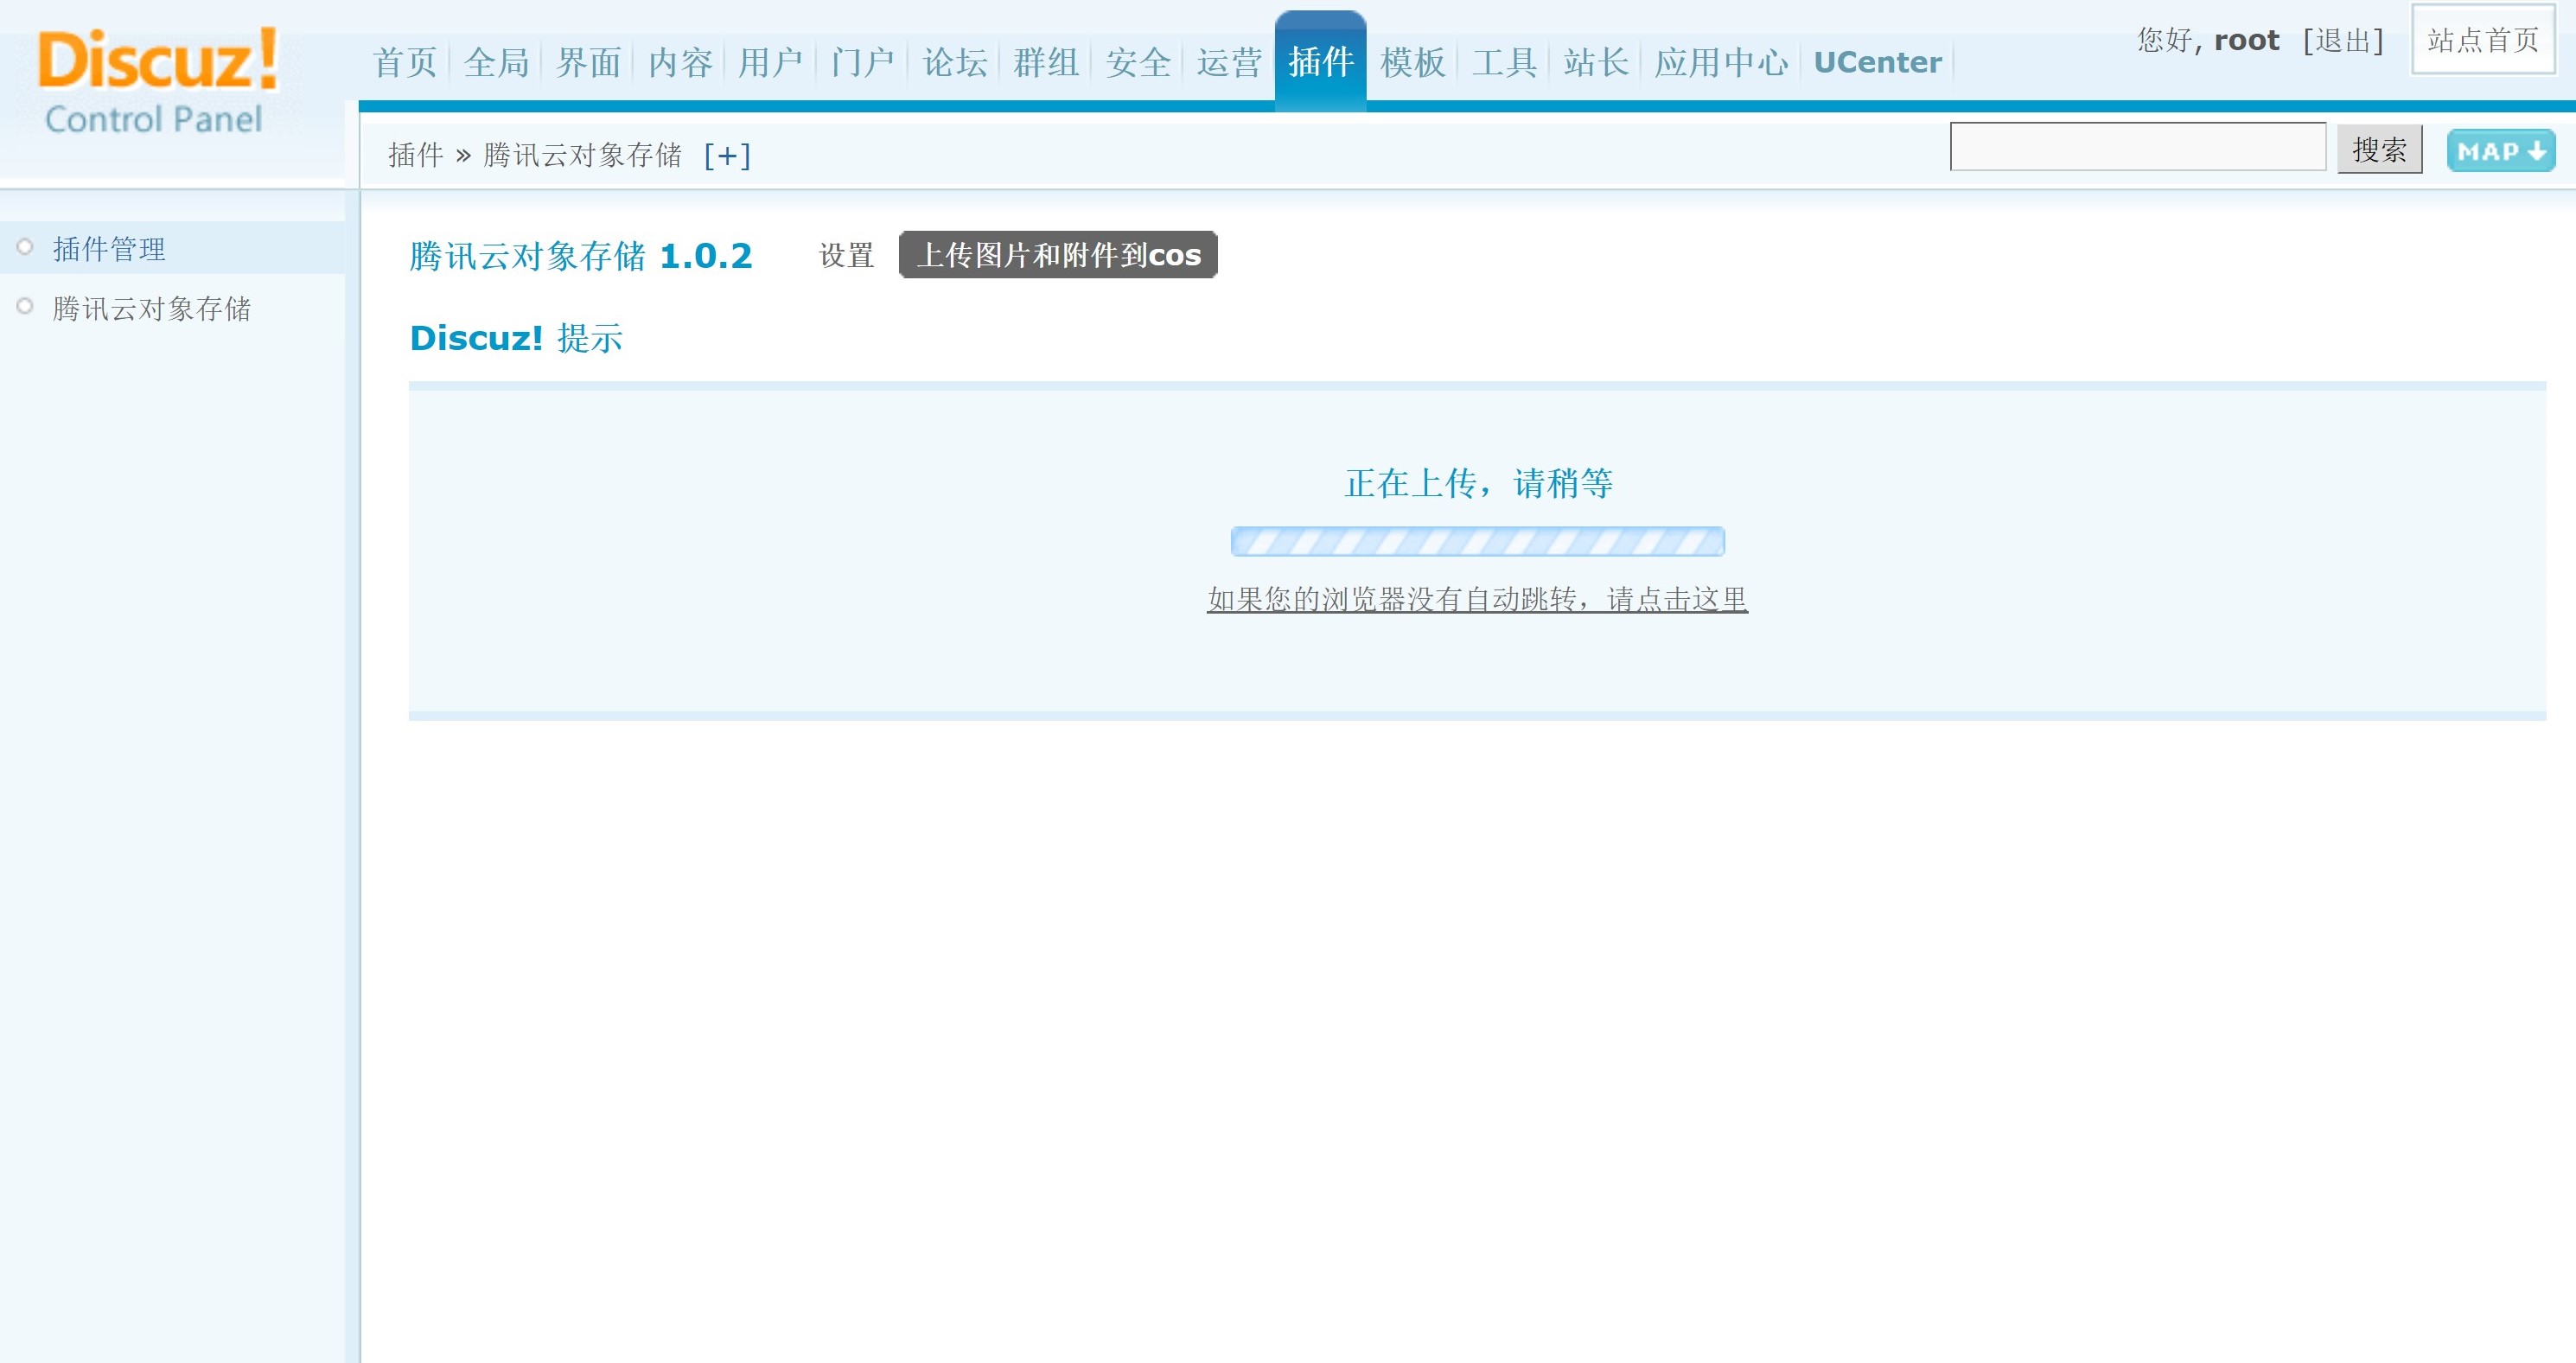 Discuz!
Control Panel
首页 全局 界面 内容 用户 门户 论坛 群组 安全 运营 插件 模板 工具 站长 应用中心 UCenter
您好, root [退出] 站点首页
插件 » 腾讯云对象存储 [+]
搜索 MAP
插件管理
腾讯云对象存储
腾讯云对象存储 1.0.2 设置 上传图片和附件到cos
Discuz! 提示
正在上传，请稍等
如果您的浏览器没有自动跳转，请点击这里